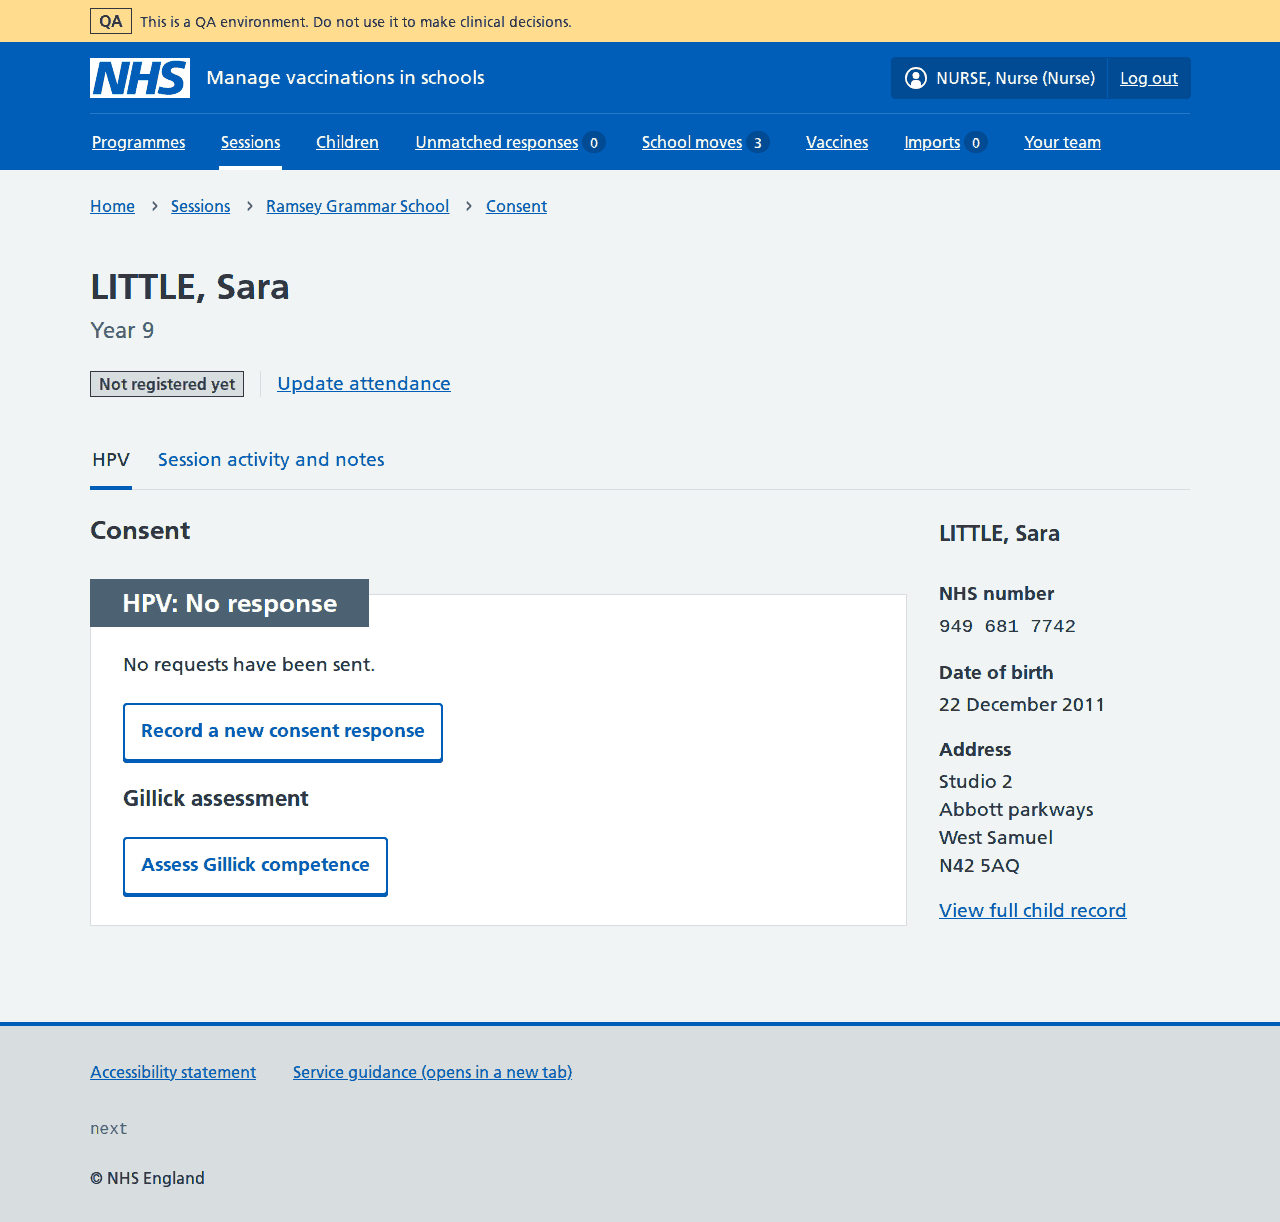 QA This is a QA environment. Do not use it to make clinical decisions.
NHS Manage vaccinations in schools NURSE, Nurse (Nurse) Log out
Programmes Sessions Children Unmatched responses 0 School moves 3 Vaccines Imports 0 Your team
Home Sessions Ramsey Grammar School Consent
LITTLE, Sara
Year 9
Not registered yet Update attendance
HPV Session activity and notes
Consent
HPV: No response
No requests have been sent.
Record a new consent response
Gillick assessment
Assess Gillick competence
LITTLE, Sara
NHS number
949 681 7742
Date of birth
22 December 2011
Address
Studio 2
Abbott parkways
West Samuel
N42 5AQ
View full child record
Accessibility statement Service guidance (opens in a new tab)
next
© NHS England